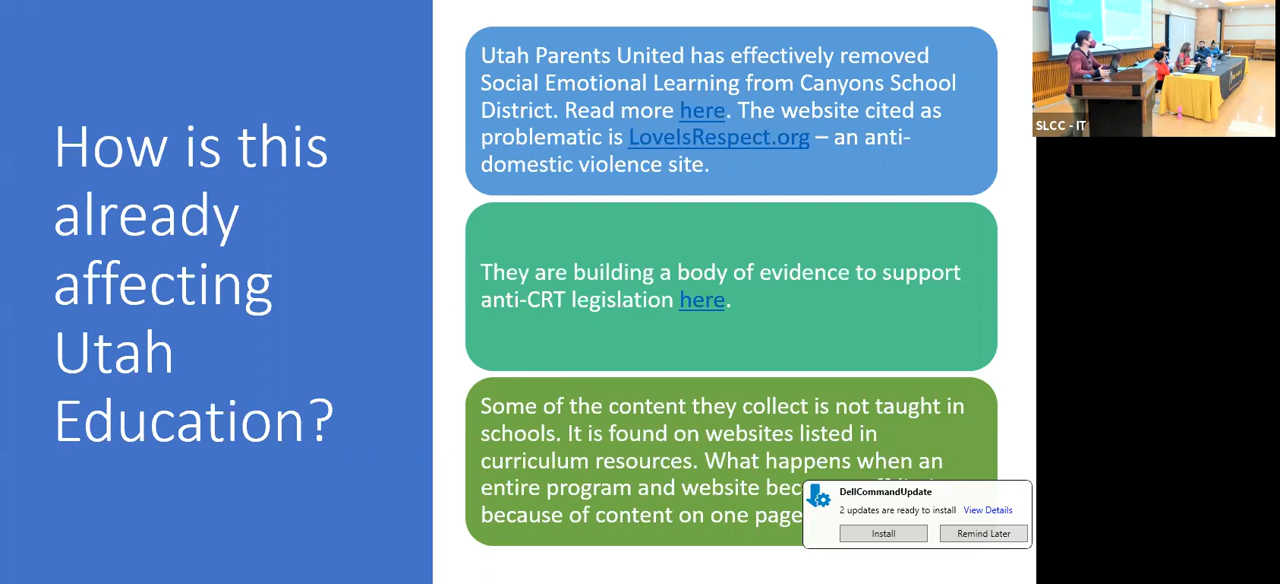 How is this
already
affecting
Utah
Education?
Utah Parents United has effectively removed
Social Emotional Learning from Canyons School
District. Read more here. The website cited as
problematic is LoveIsRespect.org – an anti-
domestic violence site.
They are building a body of evidence to support
anti-CRT legislation here.
Some of the content they collect is not taught in
schools. It is found on websites listed in
curriculum resources. What happens when an
entire program and website
because of content on one page
SLCC - IT
DellCommandUpdate
2 updates are ready to install View Details
Install Remind Later